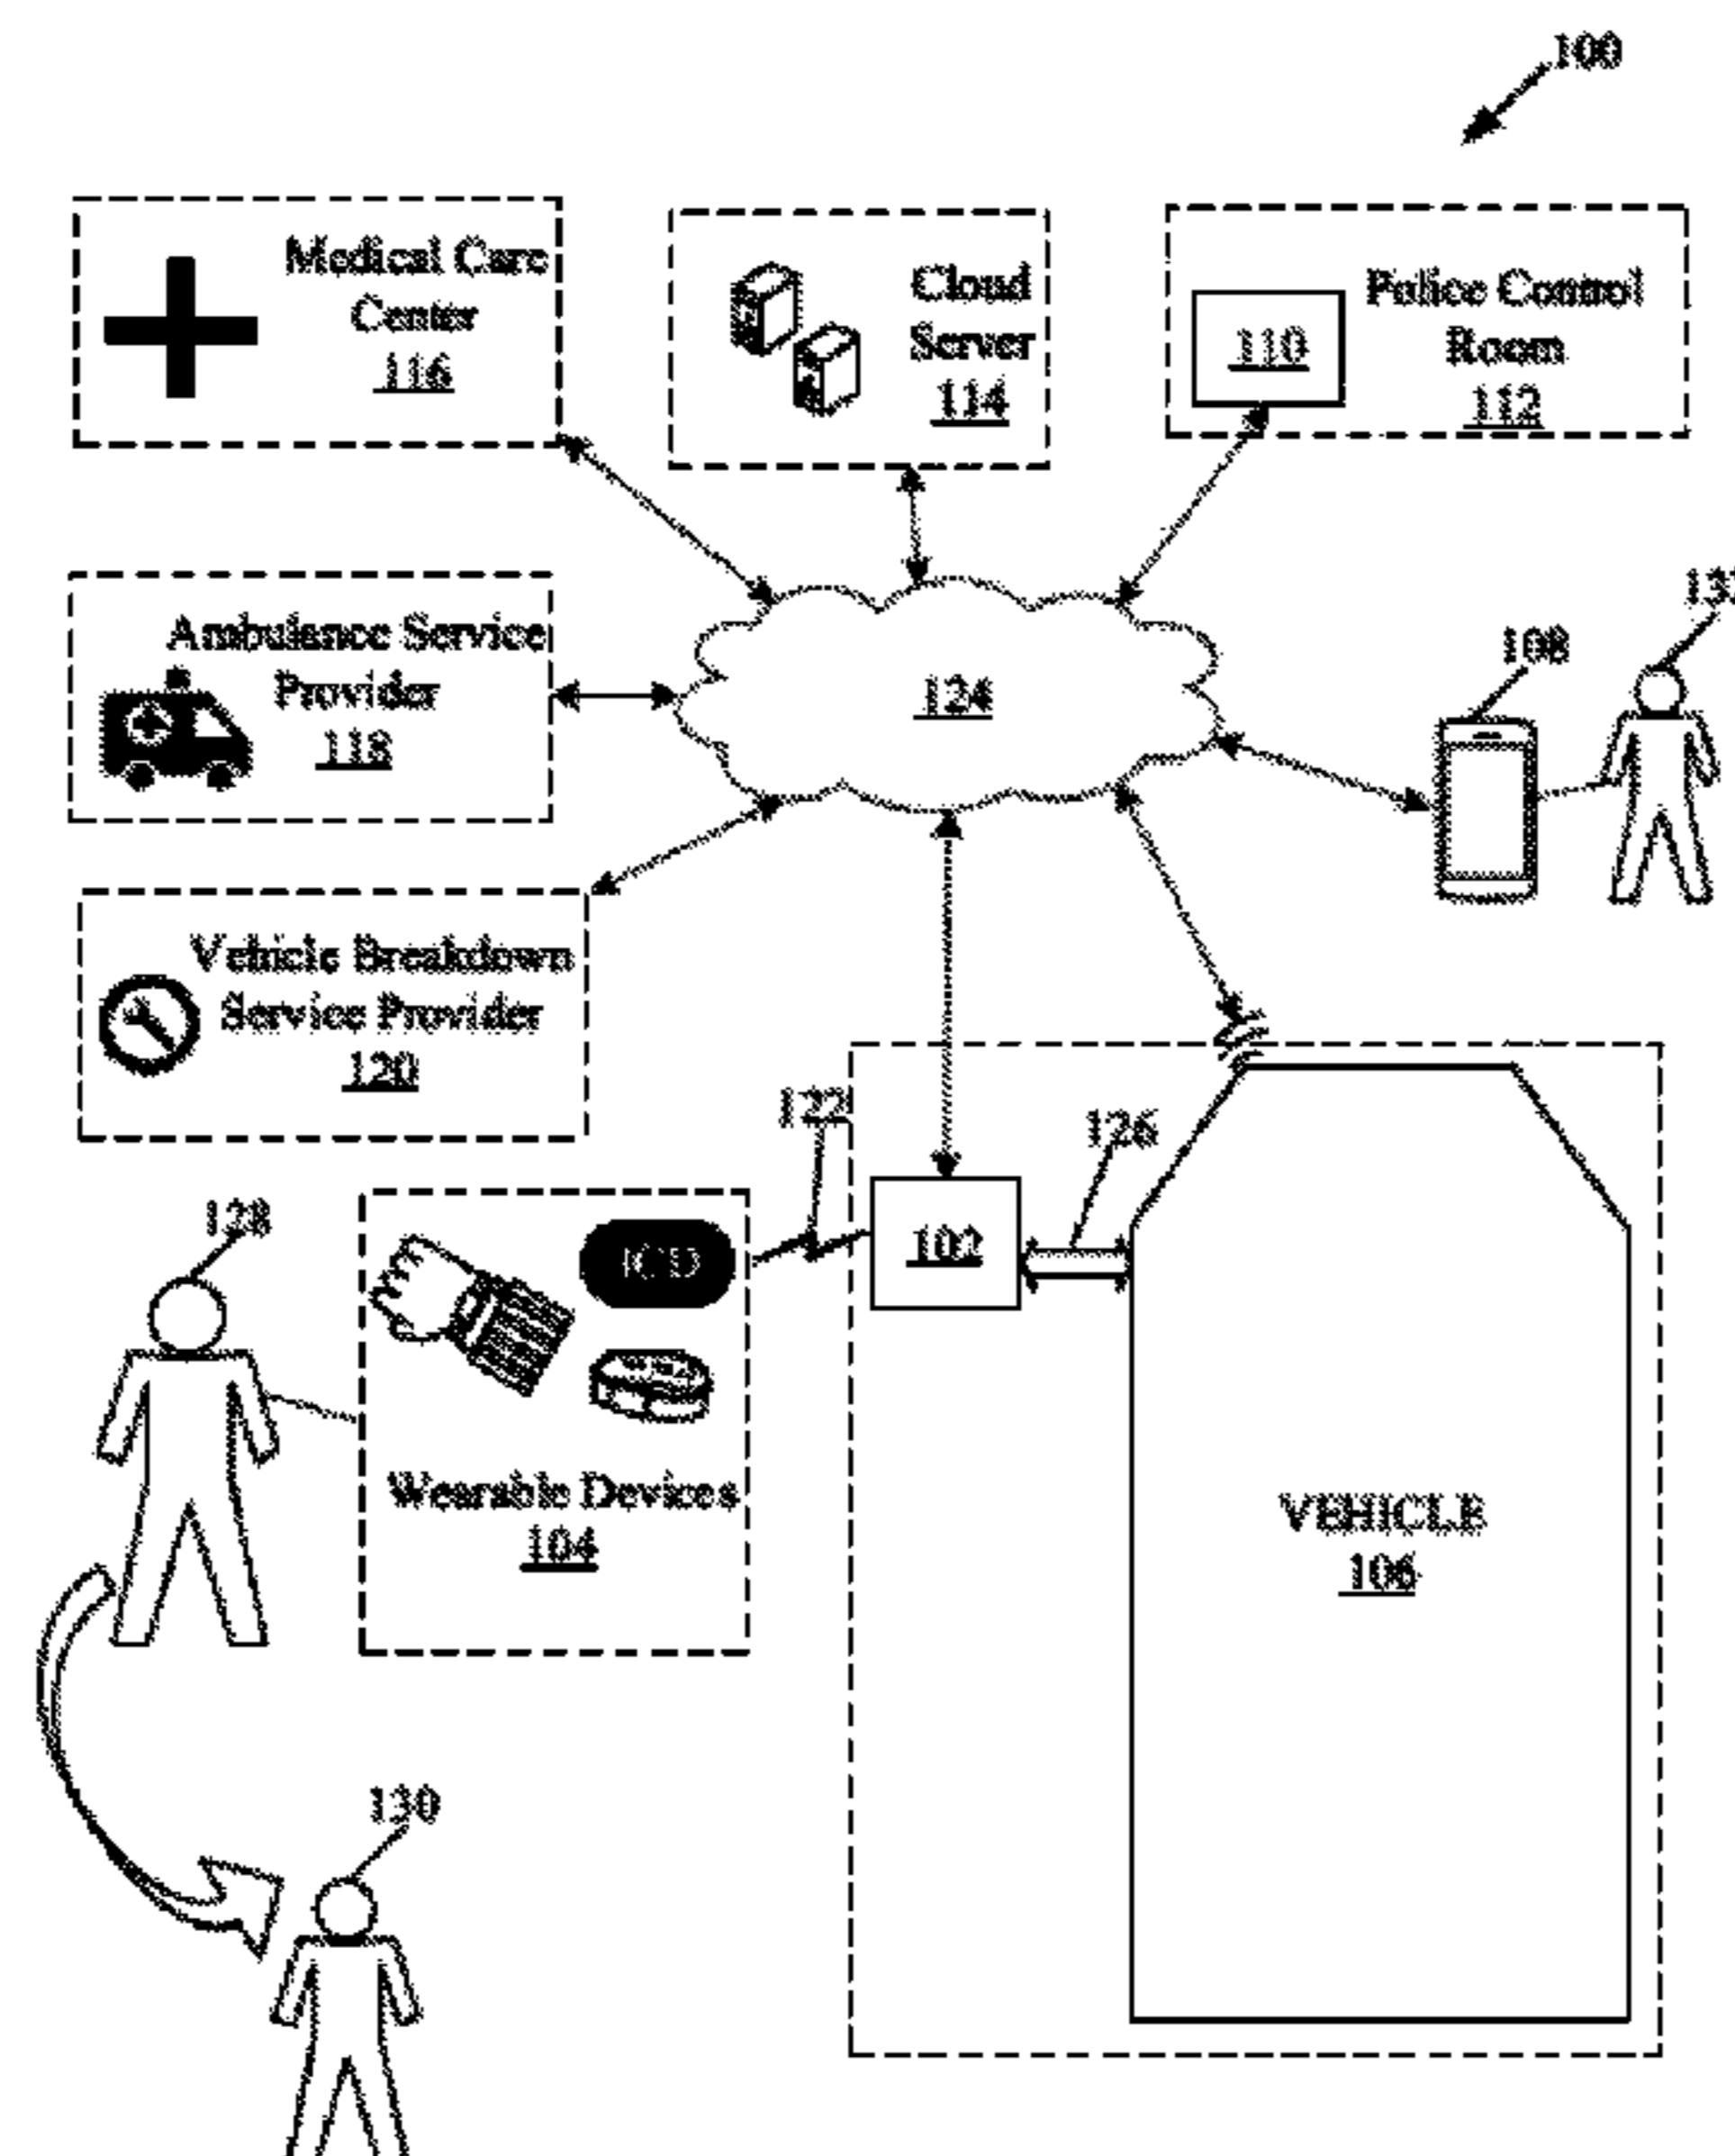 100
Medical Care
Center
116
Cloud
Server
114
110
Police Control
Room
112
Ambulance Service
Provider
118
124
108
Vehicle Breakdown
Service Provider
120
122
126
128
102
Wearable Devices
104
VEHICLE
106
130